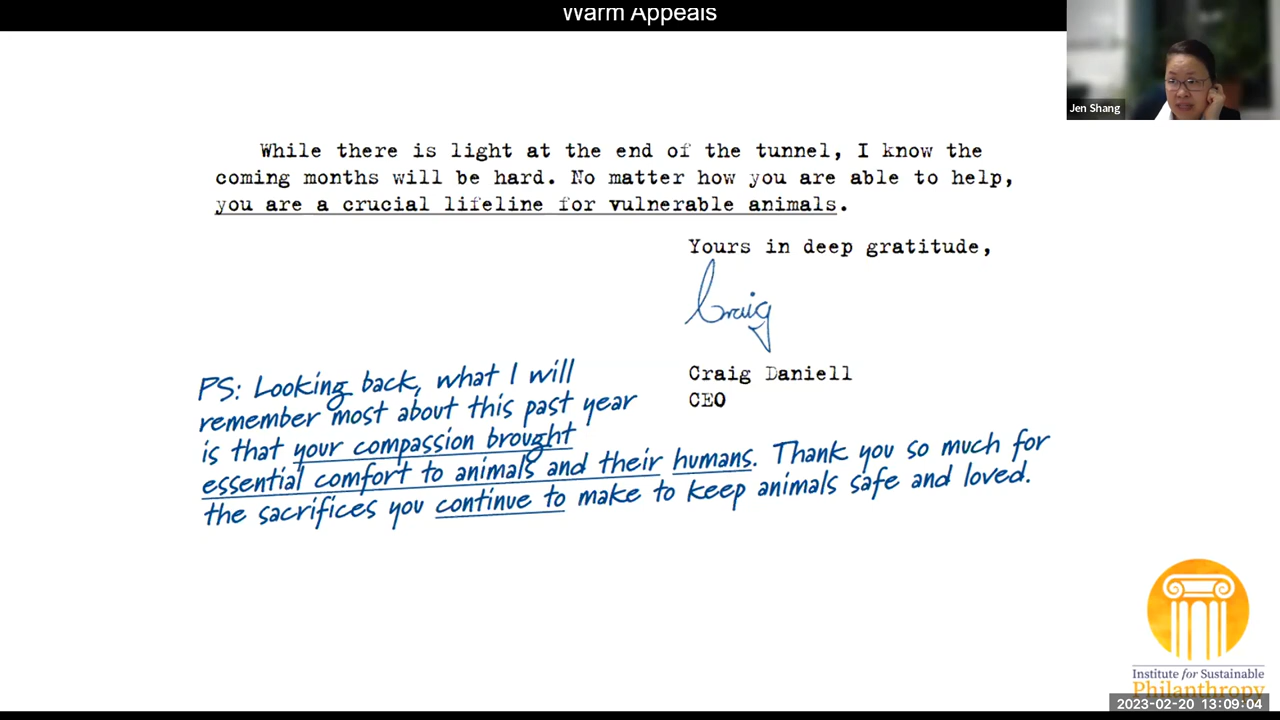 Warm Appeals
Jen Shang
While there is light at the end of the tunnel, I know the
coming months will be hard. No matter how you are able to help,
you are a crucial lifeline for vulnerable animals.
Yours in deep gratitude,
Craig
Craig Daniell
CEO
PS: Looking back, what I will
remember most about this past year
is that your compassion brought
essential comfort to animals and their humans. Thank you so much for
the sacrifices you continue to make to keep animals safe and loved.
Institute for Sustainable
Philanthropy
2023-02-20 13:09:04